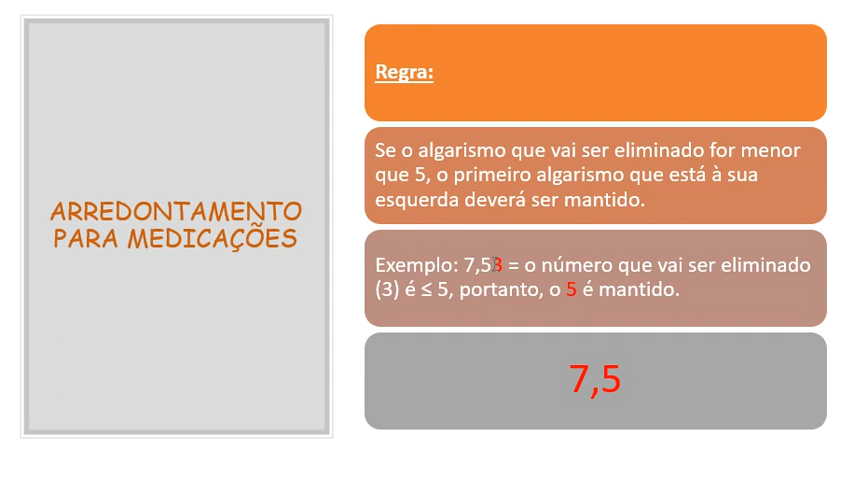 ARREDONTAMENTO
PARA MEDICAÇÕES
Regra:
Se o algarismo que vai ser eliminado for menor
que 5, o primeiro algarismo que está à sua
esquerda deverá ser mantido.
Exemplo: 7,53 = o número que vai ser eliminado
(3) é ≤ 5, portanto, o 5 é mantido.
7,5